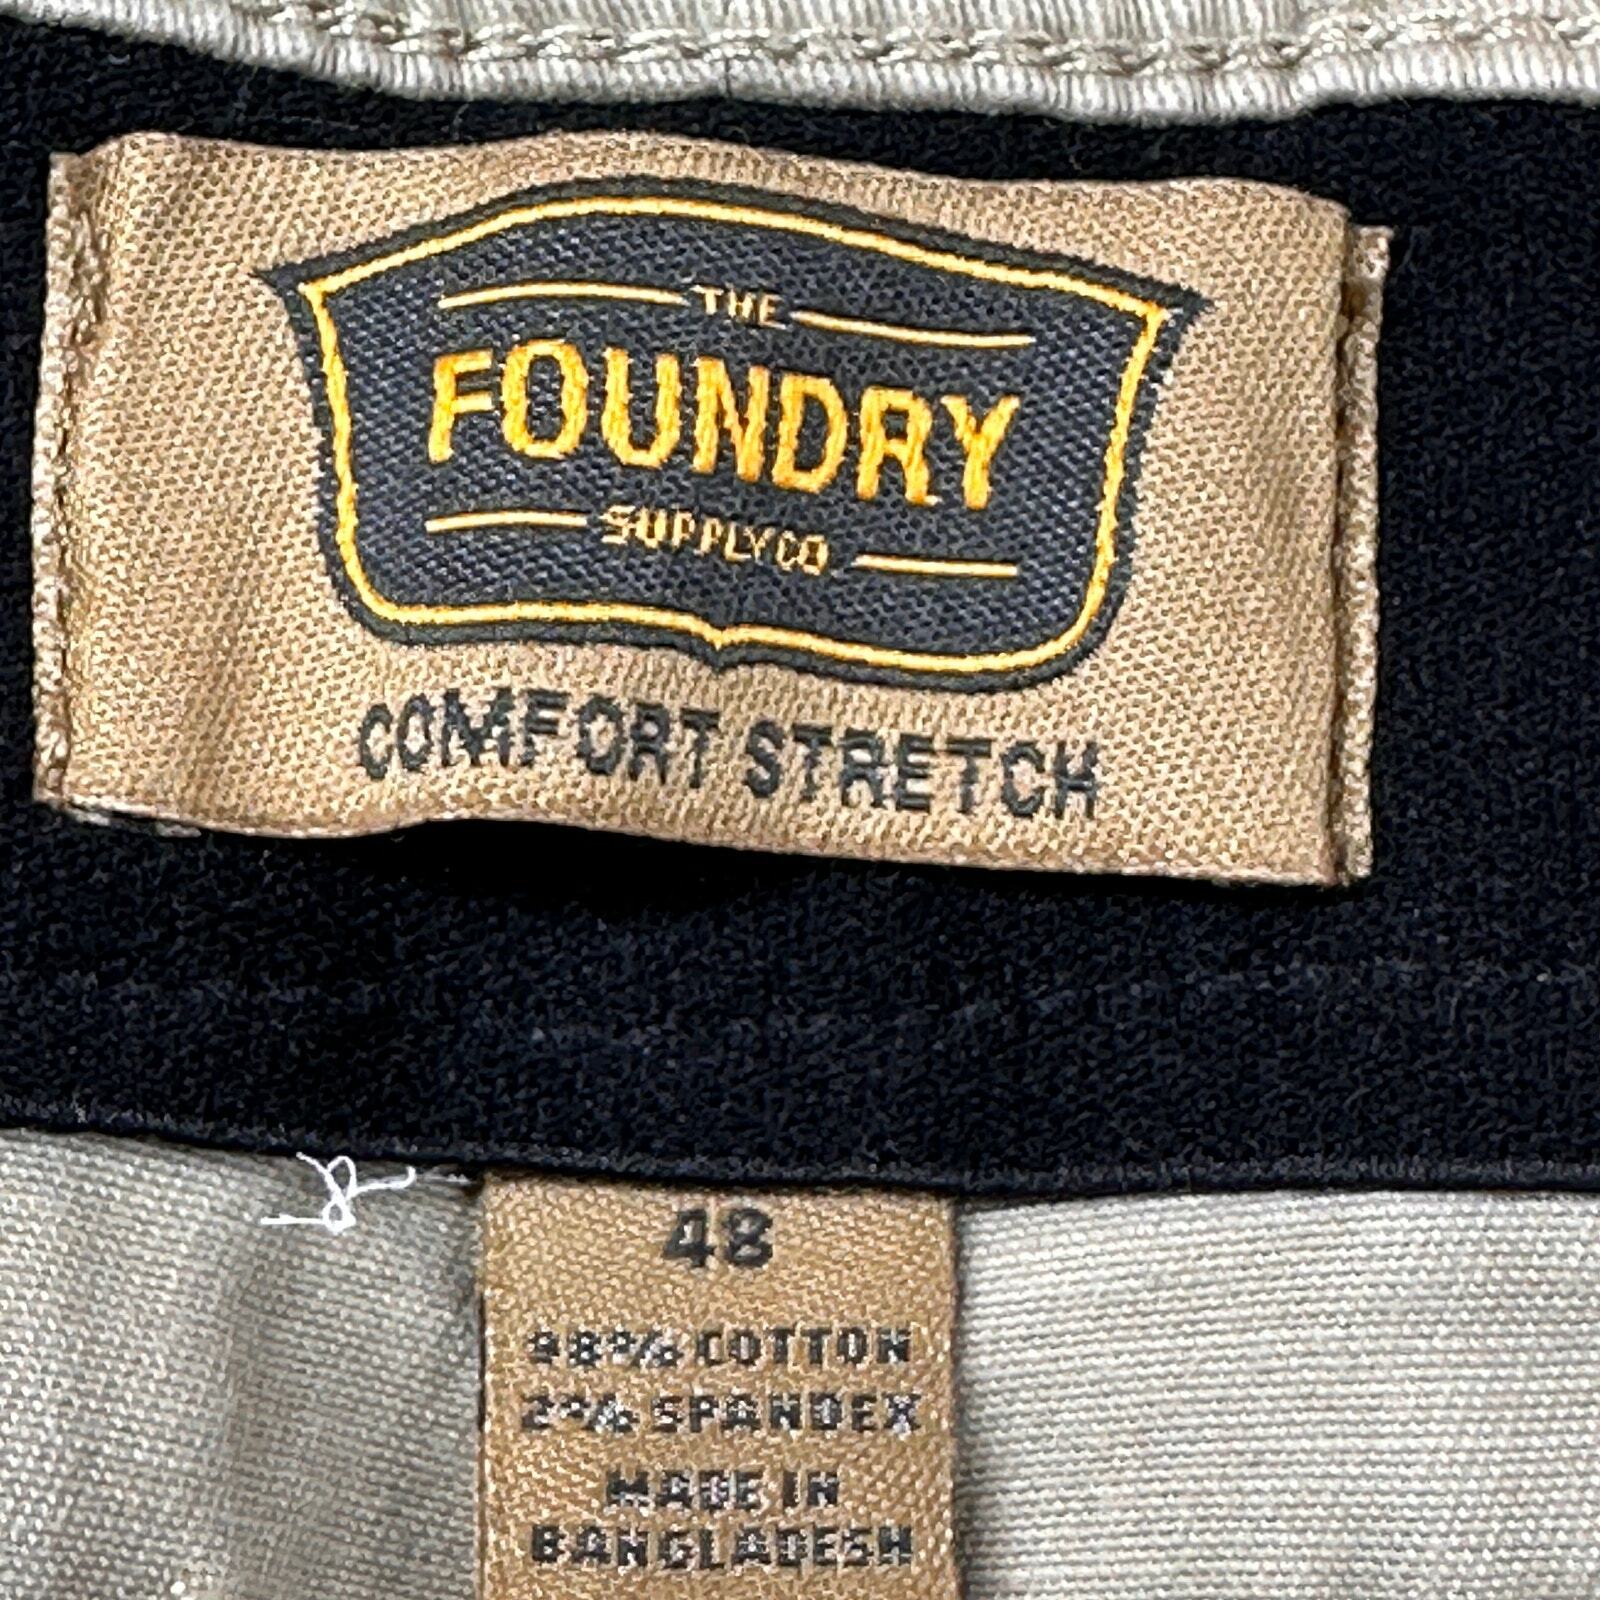 THE
FOUNDRY
SUPPLY CO
COMFORT STRETCH
48
98% COTTON
2% SPANDEX
MADE IN
BANGLADESH